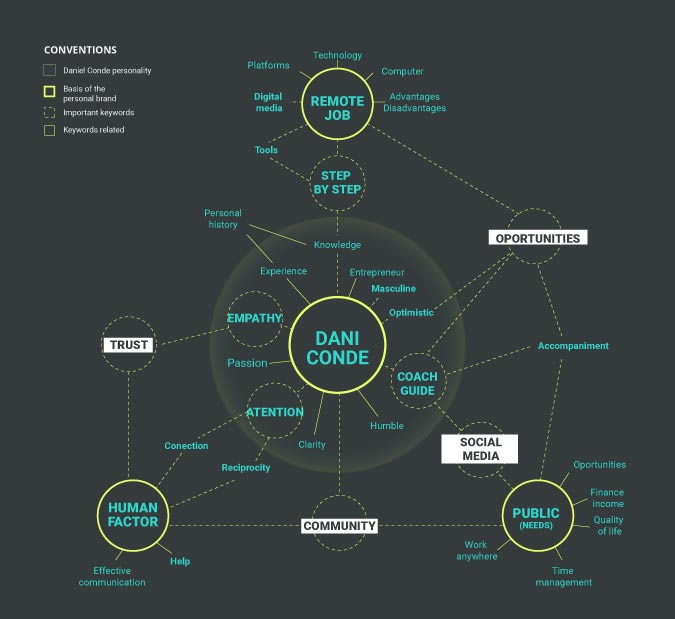 CONVENTIONS
Daniel Conde personality
Basis of the
personal brand
Important keywords
Keywords related
Technology
Platforms
Computer
Digital
media
REMOTE
JOB
Advantages
Disadvantages
Tools
STEP
BY STEP
Personal
history
Knowledge
OPORTUNITIES
Experience
Entrepreneur
Masculine
Optimistic
EMPATHY
TRUST
DANI
CONDE
Accompaniment
Passion
COACH
GUIDE
ATENTION
Humble
Clarity
Conection
SOCIAL
MEDIA
Reciprocity
Oportunities
HUMAN
FACTOR
COMMUNITY
PUBLIC
(NEEDS)
Finance
income
Quality
of life
Work
anywhere
Help
Effective
communication
Time
management